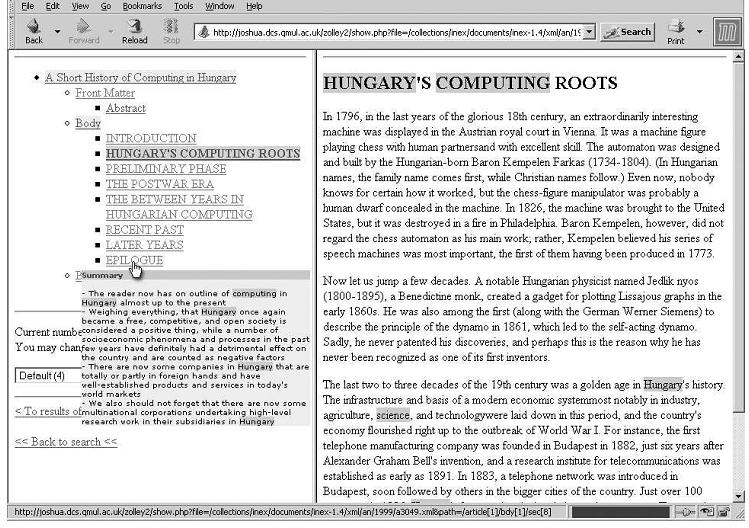 File Edit View Go Bookmarks Tools Window Help
Back Forward Reload Stop http://joshua.dcs.qmul.ac.uk/zolley2/show.php?file=/collections/inex/documents/inex-1.4/xml/an/19 Search Print
A Short History of Computing in Hungary
Front Matter
Abstract
Body
INTRODUCTION
HUNGARY'S COMPUTING ROOTS
PRELIMINARY PHASE
THE POSTWAR ERA
THE BETWEEN YEARS IN
HUNGARIAN COMPUTING
RECENT PAST
LATER YEARS
EPILOGUE
Summary
- The reader now has on outline of computing in
Hungary almost up to the present
- Weighing everything, that Hungary once again
became a free, competitive, and open society is
considered a positive thing, while a number of
socioeconomic phenomena and processes in the past
few years have definitely had a detrimental effect on
the country and are counted as negative factors
- There are now some companies in Hungary that are
totally or partly in foreign hands and have
well-established products and services in today's
world markets
- We also should not forget that there are now some
multinational corporations undertaking high-level
research work in their subsidiaries in Hungary
Current numbe
You may chan
Default (4)
< To results of
<< Back to search <<
HUNGARY'S COMPUTING ROOTS
In 1796, in the last years of the glorious 18th century, an extraordinarily interesting
machine was displayed in the Austrian royal court in Vienna. It was a machine figure
playing chess with human partnersand with excellent skill. The automaton was designed
and built by the Hungarian-born Baron Kempelen Farkas (1734-1804). (In Hungarian
names, the family name comes first, while Christian names follow.) Even now, nobody
knows for certain how it worked, but the chess-figure manipulator was probably a
human dwarf concealed in the machine. In 1826, the machine was brought to the United
States, but it was destroyed in a fire in Philadelphia. Baron Kempelen, however, did not
regard the chess automaton as his main work; rather, Kempelen believed his series of
speech machines was most important, the first of them having been produced in 1773.
Now let us jump a few decades. A notable Hungarian physicist named Jedlik nyos
(1800-1895), a Benedictine monk, created a gadget for plotting Lissajous graphs in the
early 1860s. He was also among the first (along with the German Werner Siemens) to
describe the principle of the dynamo in 1861, which led to the self-acting dynamo.
Sadly, he never patented his discoveries, and perhaps this is the reason why he has
never been recognized as one of its first inventors.
The last two to three decades of the 19th century was a golden age in Hungary's history.
The infrastructure and basis of a modern economic systemmost notably in industry,
agriculture, science, and technologywere laid down in this period, and the country's
economy flourished right up to the outbreak of World War I. For instance, the first
telephone manufacturing company was founded in Budapest in 1882, just six years after
Alexander Graham Bell's invention, and a research institute for telecommunications was
established as early as 1891. In 1883, a telephone network was introduced in
Budapest, soon followed by others in the bigger cities of the country. Just over 100
http://joshua.dcs.qmul.ac.uk/zolley2/show.php?file=/collections/inex/documents/inex-1.4/xml/an/1999/a3049.xml&path=/article[1]/bdy[1]/sec[8]